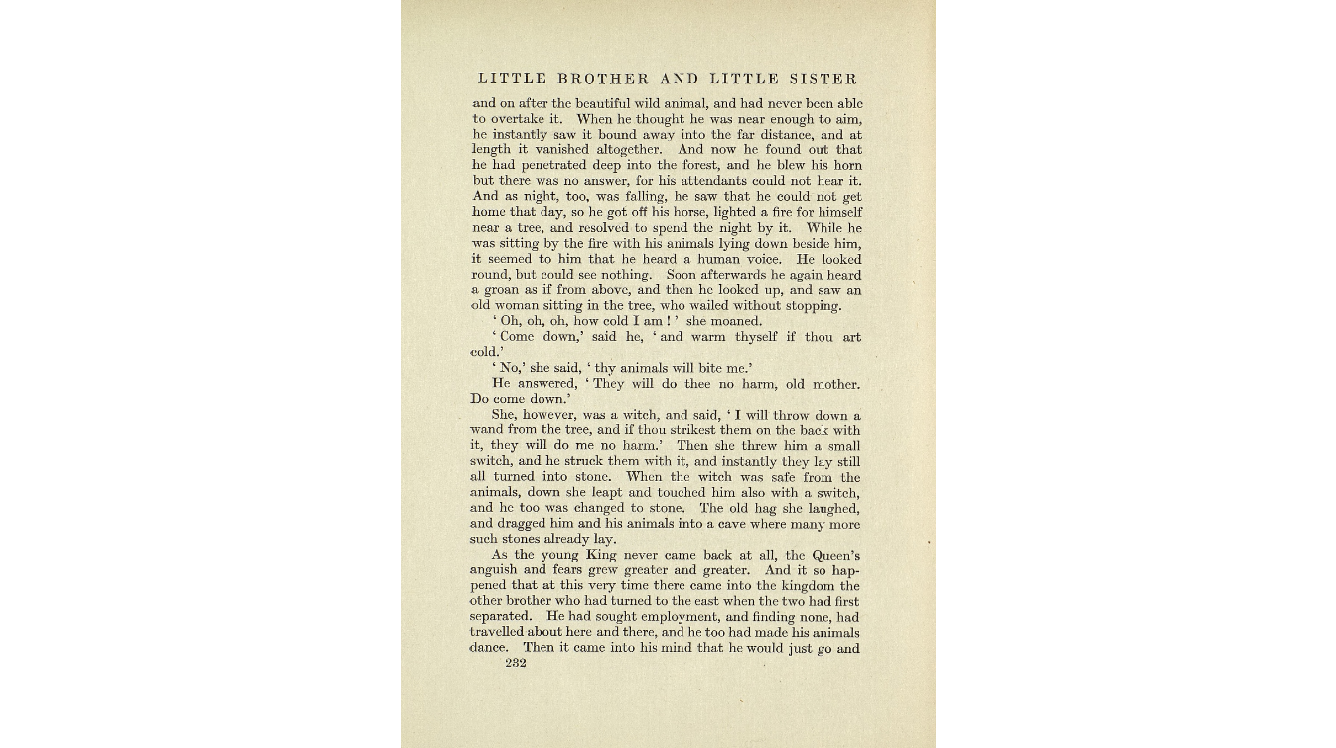 LITTLE BROTHER AND LITTLE SISTER
and on after the beautiful wild animal, and had never been able
to overtake it. When he thought he was near enough to aim,
he instantly saw it bound away into the far distance, and at
length it vanished altogether. And now he found out that
he had penetrated deep into the forest, and he blew his horn
but there was no answer, for his attendants could not hear it.
And as night, too, was falling, he saw that he could not get
home that day, so he got off his horse, lighted a fire for himself
near a tree, and resolved to spend the night by it. While he
was sitting by the fire with his animals lying down beside him,
it seemed to him that he heard a human voice. He looked
round, but could see nothing. Soon afterwards he again heard
a groan as if from above, and then he looked up, and saw an
old woman sitting in the tree, who wailed without stopping.
‘ Oh, oh, oh, how cold I am ! ’ she moaned.
‘ Come down,’ said he, ‘ and warm thyself if thou art
cold.’
‘ No,’ she said, ‘ thy animals will bite me.’
He answered, ‘ They will do thee no harm, old mother.
Do come down.’
She, however, was a witch, and said, ‘ I will throw down a
wand from the tree, and if thou strikest them on the back with
it, they will do me no harm.’ Then she threw him a small
switch, and he struck them with it, and instantly they lay still
all turned into stone. When the witch was safe from the
animals, down she leapt and touched him also with a switch,
and he too was changed to stone. The old hag she laughed,
and dragged him and his animals into a cave where many more
such stones already lay.
As the young King never came back at all, the Queen’s
anguish and fears grew greater and greater. And it so hap-
pened that at this very time there came into the kingdom the
other brother who had turned to the east when the two had first
separated. He had sought employment, and finding none, had
travelled about here and there, and he too had made his animals
dance. Then it came into his mind that he would just go and
232